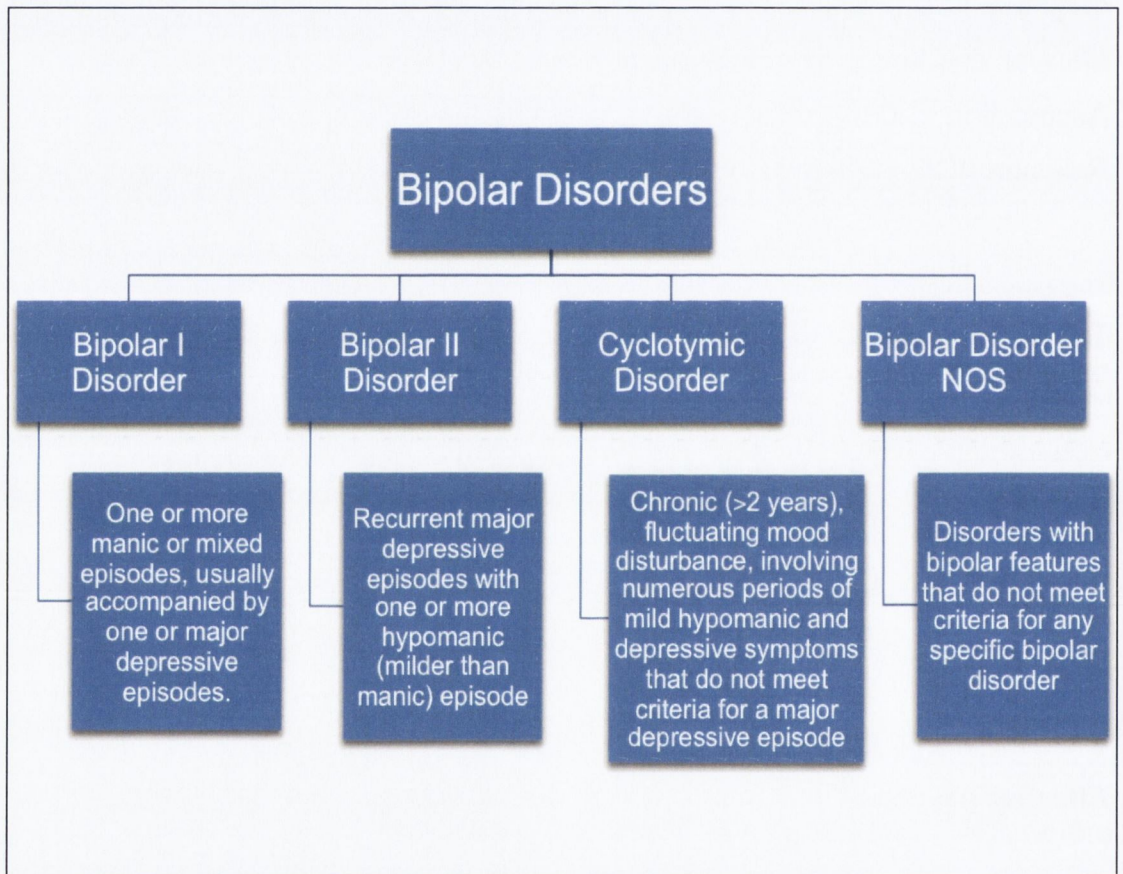 Bipolar Disorders
Bipolar I
Disorder
One or more
manic or mixed
episodes, usually
accompanied by
one or major
depressive
episodes.
Bipolar II
Disorder
Recurrent major
depressive
episodes with
one or more
hypomanic
(milder than
manic) episode
Cyclotymic
Disorder
Chronic (>2 years),
fluctuating mood
disturbance, involving
numerous periods of
mild hypomanic and
depressive symptoms
that do not meet
criteria for a major
depressive episode
Bipolar Disorder
NOS
Disorders with
bipolar features
that do not meet
criteria for any
specific bipolar
disorder